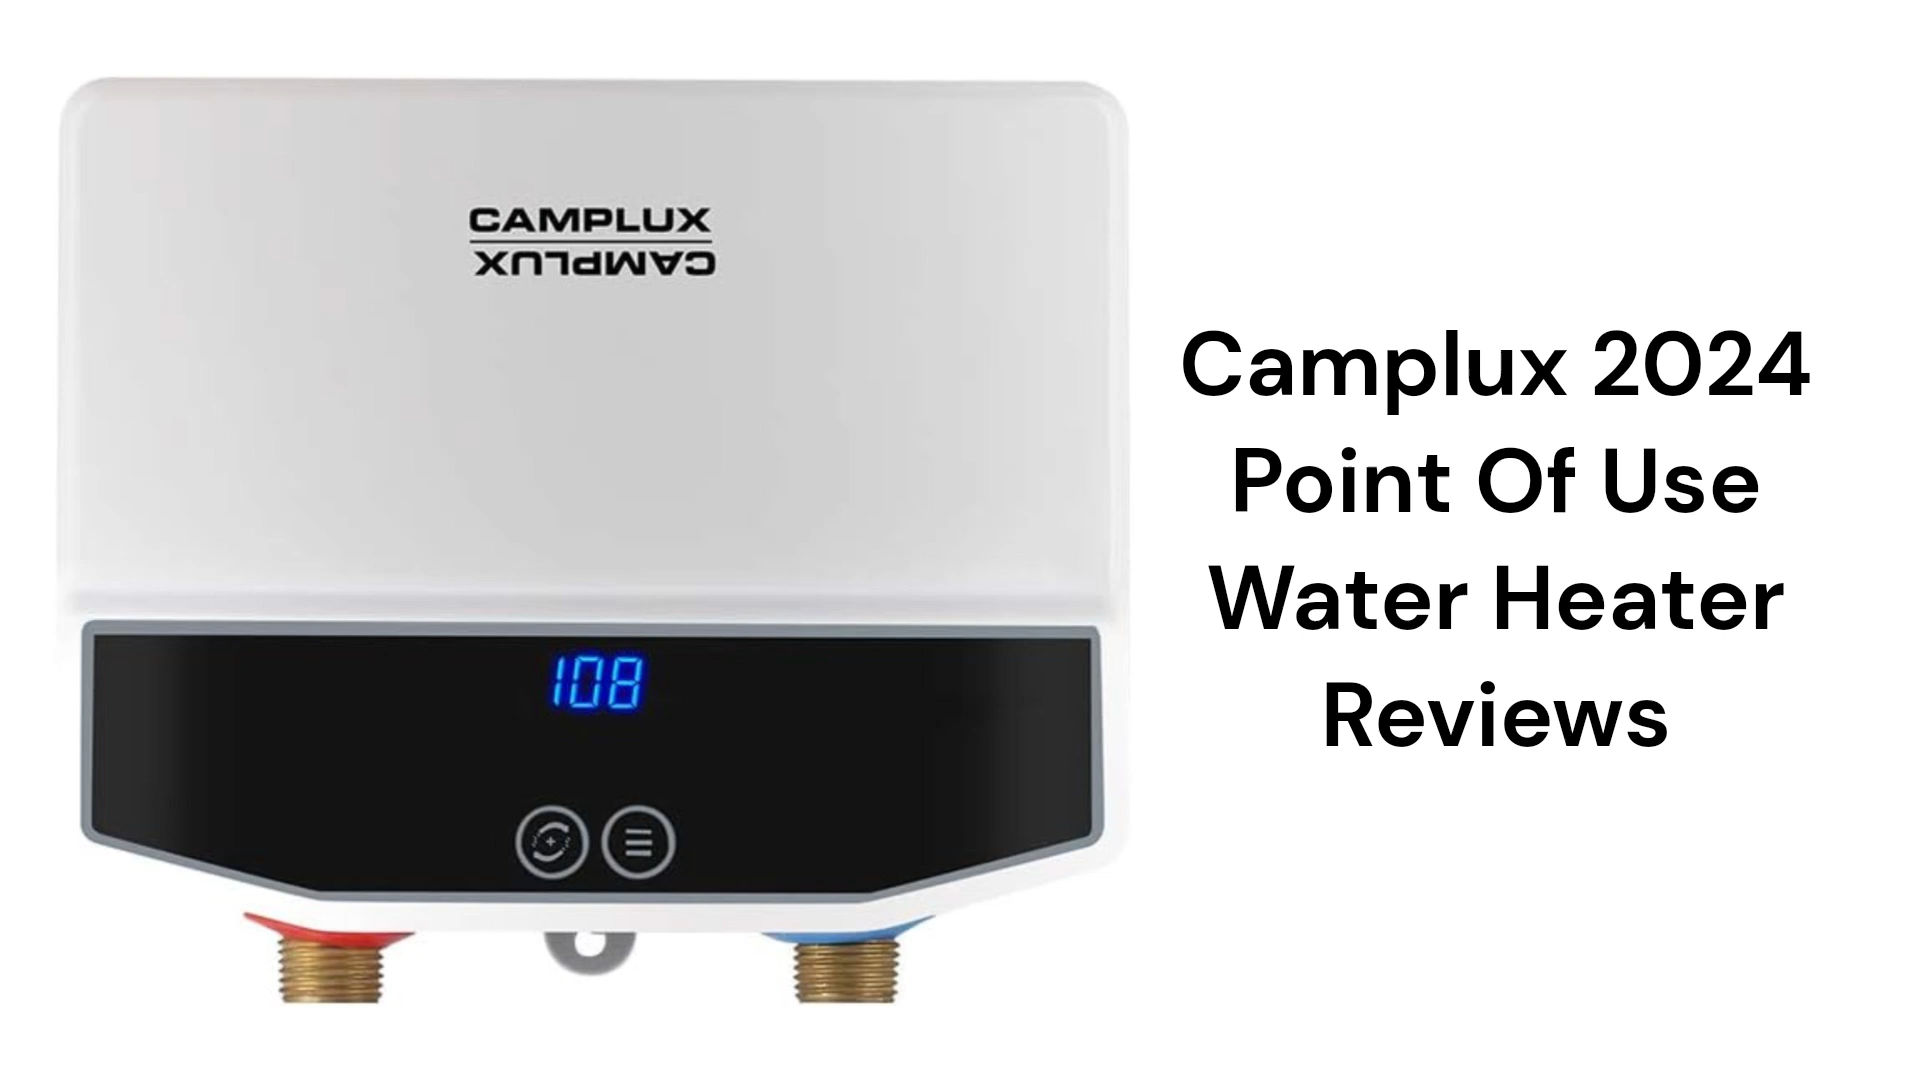 CAMPLUX
CAMPLUX
108
Camplux 2024
Point Of Use
Water Heater
Reviews